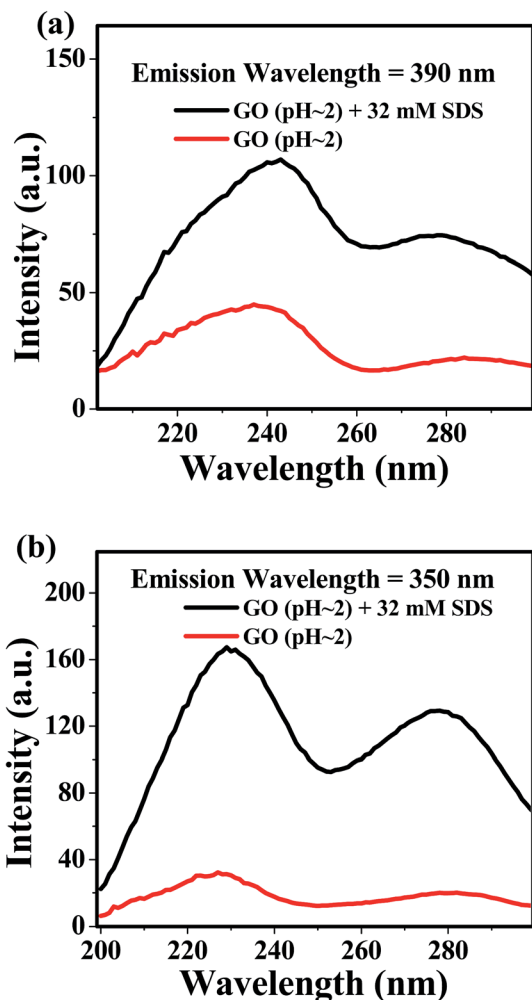 (a)
150
Emission Wavelength = 390 nm
GO (pH~2) + 32 mM SDS
GO (pH~2)
100
50
0
Intensity (a.u.)
220 240 260 280
Wavelength (nm)
(b)
200
Emission Wavelength = 350 nm
GO (pH~2) + 32 mM SDS
GO (pH~2)
160
120
80
40
0
Intensity (a.u.)
200 220 240 260 280
Wavelength (nm)